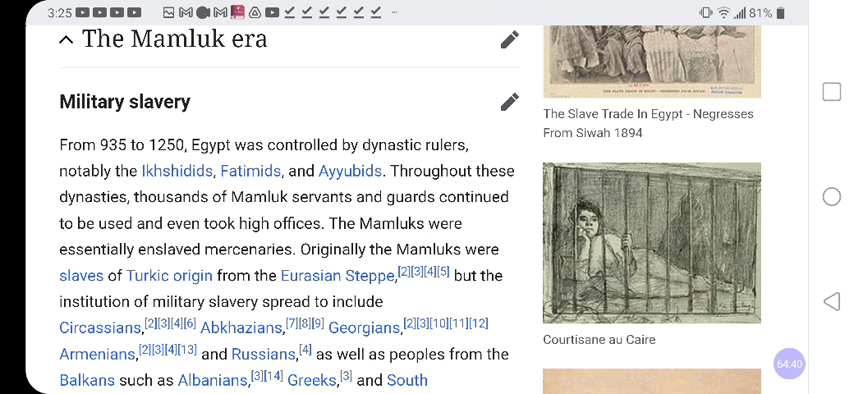 3:25
81%
The Mamluk era
Military slavery
From 935 to 1250, Egypt was controlled by dynastic rulers,
notably the Ikhshidids, Fatimids, and Ayyubids. Throughout these
dynasties, thousands of Mamluk servants and guards continued
to be used and even took high offices. The Mamluks were
essentially enslaved mercenaries. Originally the Mamluks were
slaves of Turkic origin from the Eurasian Steppe,[2][3][4][5] but the
institution of military slavery spread to include
Circassians,[2][3][4][6] Abkhazians,[7][8][9] Georgians,[2][3][10][11][12]
Armenians,[2][3][4][13] and Russians,[4] as well as peoples from the
Balkans such as Albanians,[3][14] Greeks,[3] and South
The Slave Trade In Egypt - Negresses
From Siwah 1894
Courtisane au Caire
64:40